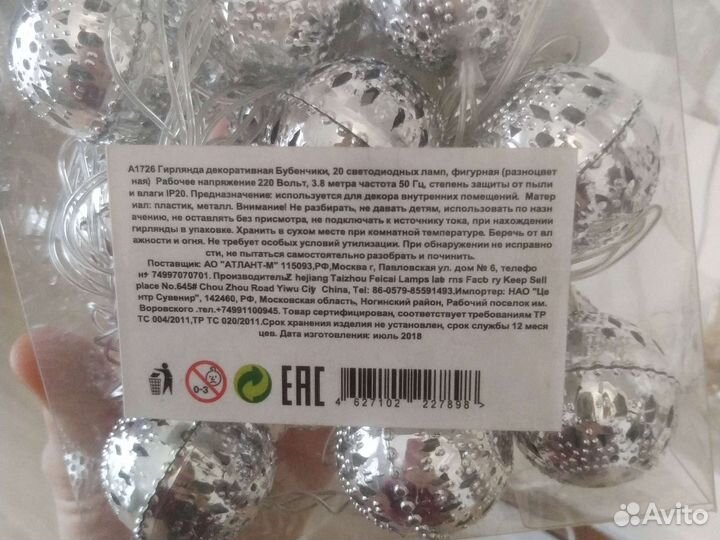 А1726 Гирлянда декоративная Бубенчики, 20 светодиодных ламп, фигурная (разноцвет
ная)  Рабочее напряжение 220 Вольт, 3.8 метра частота 50 Гц, степень защиты от пыли
и влаги IP20. Предназначение: используется для декора внутренних помещений.  Матер
иал: пластик, металл. Внимание! Не разбирать, не давать детям, использовать по назн
ачению, не оставлять без присмотра, не подключать к источнику тока, при нахождении
гирлянды в упаковке. Хранить в сухом месте при комнатной температуре. Беречь от вл
ажности и огня. Не требует особых условий утилизации. При обнаружении не исправно
сти, не пытаться самостоятельно разобрать и починить.
Поставщик: АО "АТЛАНТ-М" 115093,РФ,Москва г, Павловская ул. дом № 6, телефо
н+ 74997070701. ПроизводительZ hejiang Taizhou Feicai Lamps lab rns Facto ry Keep Sell
place No.645# Chou Zhou Road Yiwu City  China, Tel: 86-0579-85591493.Импортер: НАО "Це
нтр Сувенир", 142460, РФ, Московская область, Ногинский район, Рабочий поселок им.
Воровского .тел.+74991100945. Товар сертифицирован, соответствует требованиям ТР
ТС 004/2011,ТР ТС 020/2011.Срок хранения изделия не установлен, срок службы 12 меся
цев. Дата изготовления: июль 2018
0-3
EAC
4 627102 227898 >
Avito